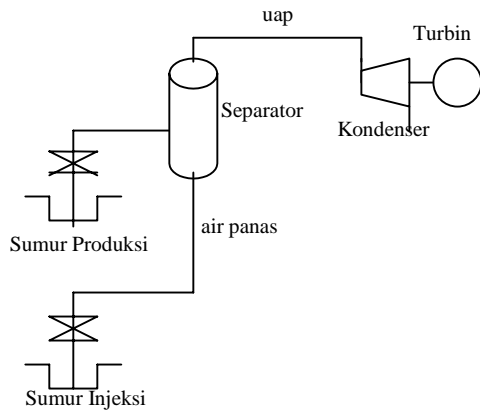 uap
Turbin
Separator
Kondenser
air panas
Sumur Produksi
Sumur Injeksi